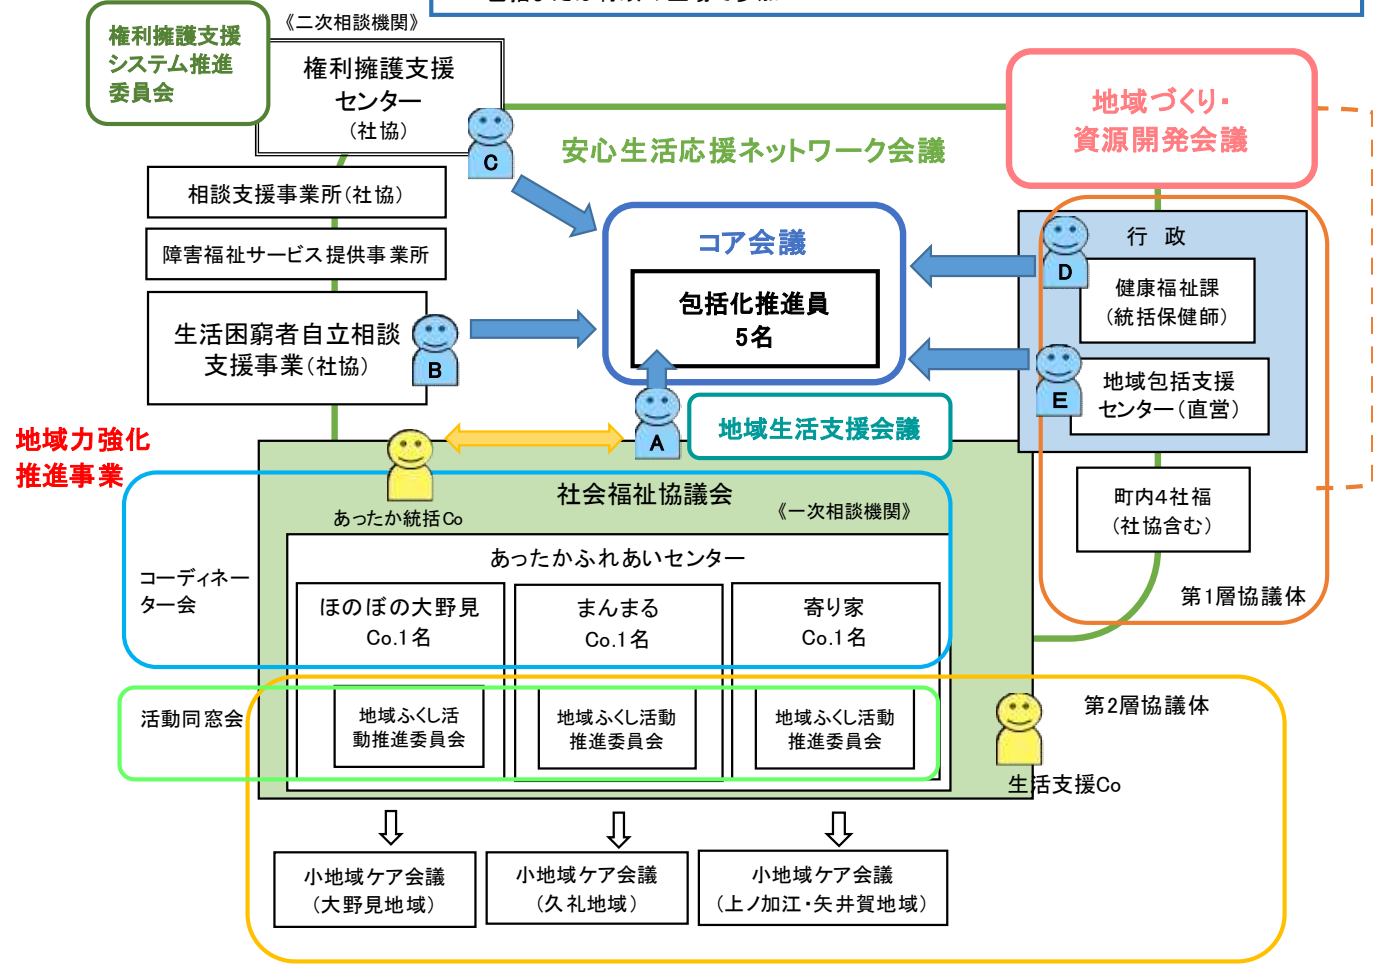 権利擁護支援
システム推進
委員会
《二次相談機関》
権利擁護支援
センター
(社協)
C
相談支援事業所(社協)
障害福祉サービス提供事業所
生活困窮者自立相談
支援事業(社協)
B
安心生活応援ネットワーク会議
地域づくり・
資源開発会議
コア会議
包括化推進員
5名
行 政
D
健康福祉課
(統括保健師)
E
地域包括支援
センター(直営)
A
地域生活支援会議
地域力強化
推進事業
あったか統括Co
社会福祉協議会
《一次相談機関》
町内4社福
(社協含む)
第1層協議体
コーディネー
ター会
あったかふれあいセンター
ほのぼの大野見
Co.1名
まんまる
Co.1名
寄り家
Co.1名
活動同窓会
地域ふくし活
動推進委員会
地域ふくし活動
推進委員会
地域ふくし活動
推進委員会
第2層協議体
生活支援Co
小地域ケア会議
(大野見地域)
小地域ケア会議
(久礼地域)
小地域ケア会議
(上ノ加江・矢井賀地域)